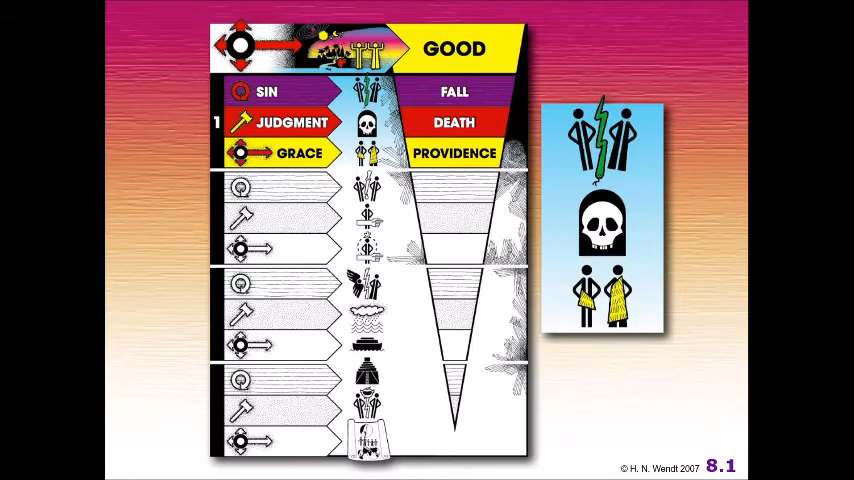 GOOD
SIN
FALL
1
JUDGMENT
DEATH
GRACE
PROVIDENCE
© H. N. Wendt 2007
8.1